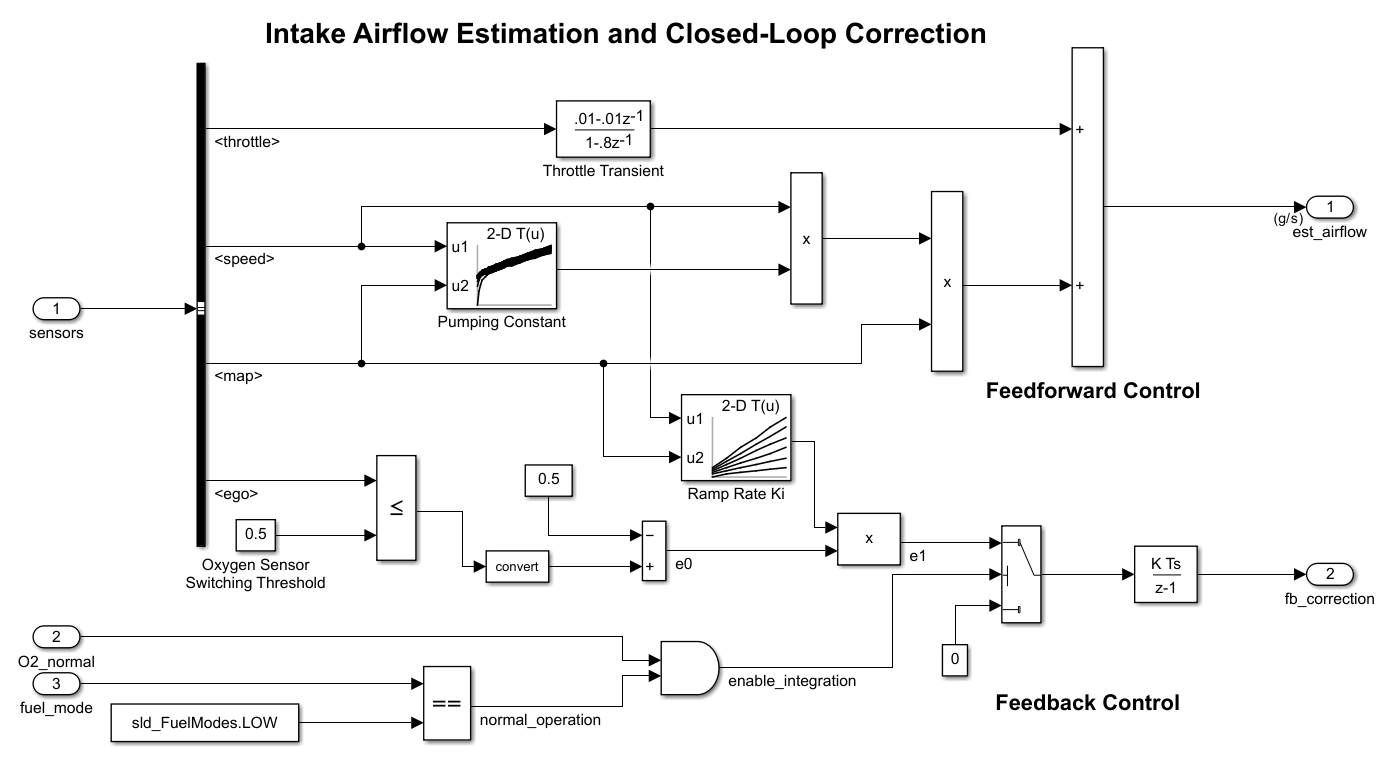 Intake Airflow Estimation and Closed-Loop Correction
<throttle>
.01-.01z-1
1-.8z-1
Throttle Transient
+
<speed>
2-D T(u)
u1
u2
Pumping Constant
x
x
+
1
(g/s)
est_airflow
1
sensors
<map>
Feedforward Control
2-D T(u)
u1
u2
Ramp Rate Ki
<ego>
≤
0.5
Oxygen Sensor
Switching Threshold
0.5
convert
−
+
e0
x
e1
0
K Ts
z-1
2
fb_correction
2
O2_normal
3
fuel_mode
sld_FuelModes.LOW
==
normal_operation
enable_integration
Feedback Control